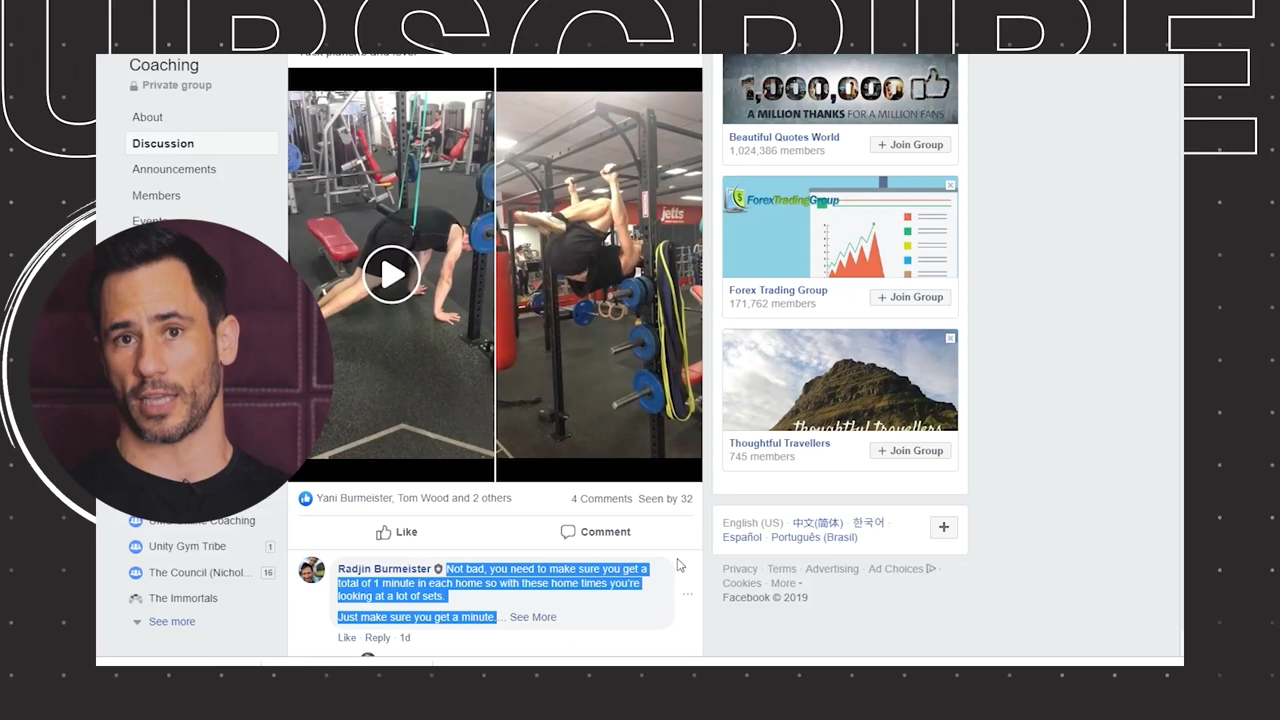 SUBSCRIBE
Coaching
Private group
About
Discussion
Announcements
Members
Events
Unity Gym Tribe 1
The Council (Nichol... 16
The Immortals
See more
jetts
Yani Burmeister, Tom Wood and 2 others
4 Comments Seen by 32
Like
Comment
Radjin Burmeister Not bad, you need to make sure you get a
total of 1 minute in each home so with these home times you're
looking at a lot of sets.
Just make sure you get a minute.... See More
Like · Reply · 1d
1,000,000
A MILLION THANKS FOR A MILLION FANS
Beautiful Quotes World
1,024,386 members
+ Join Group
ForexTradingGroup
Forex Trading Group
171,762 members
+ Join Group
thoughtful travellers
Thoughtful Travellers
745 members
+ Join Group
English (US) · 中文(简体) · 한국어 ·
Español · Português (Brasil)
Privacy · Terms · Advertising · Ad Choices ·
Cookies · More
Facebook © 2019